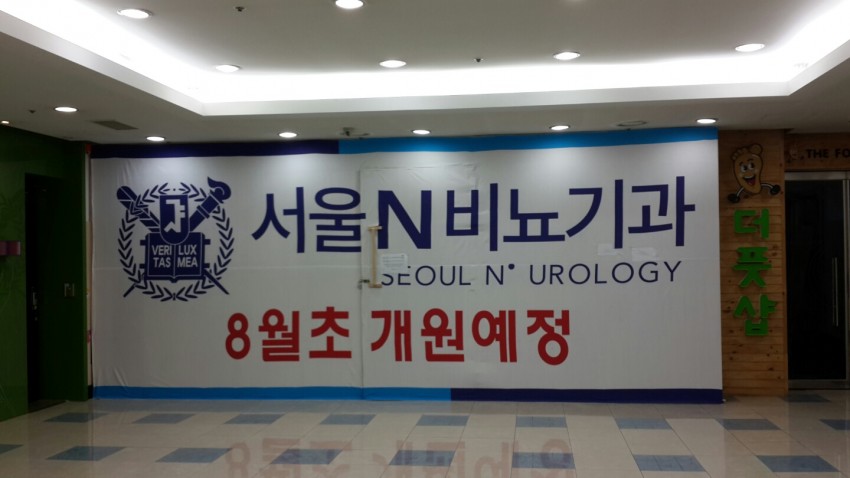 서울N비뇨기과
SEOUL N° UROLOGY
VERI LUX
TAS MEA
8월초 개원예정
더풋샵
THE FO